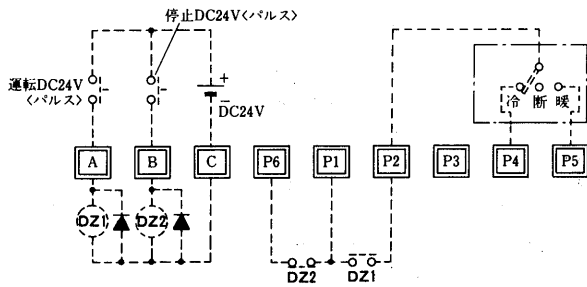 停止DC24V〈パルス〉
運転DC24V
〈パルス〉
+
−
DC24V
冷 断 暖
A
B
C
P6
P1
P2
P3
P4
P5
DZ1
DZ2
DZ2
DZ1